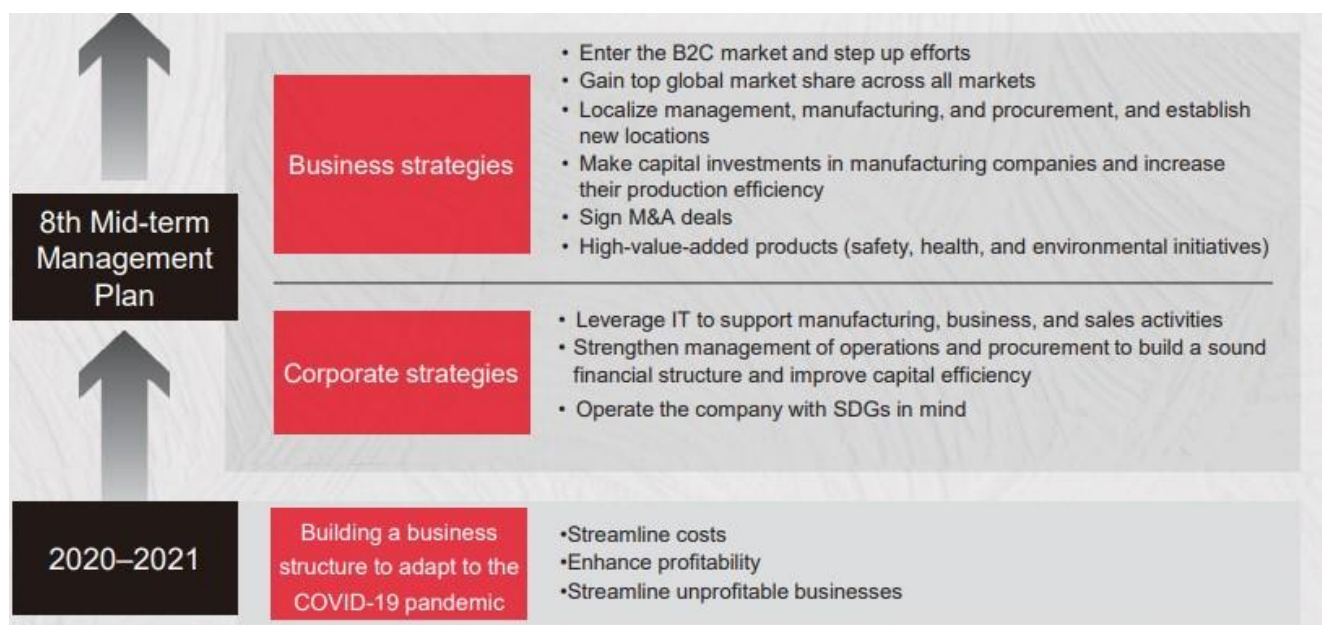 8th Mid-term
Management
Plan
Business strategies
• Enter the B2C market and step up efforts
• Gain top global market share across all markets
• Localize management, manufacturing, and procurement, and establish
new locations
• Make capital investments in manufacturing companies and increase
their production efficiency
• Sign M&A deals
• High-value-added products (safety, health, and environmental initiatives)
Corporate strategies
• Leverage IT to support manufacturing, business, and sales activities
• Strengthen management of operations and procurement to build a sound
financial structure and improve capital efficiency
• Operate the company with SDGs in mind
2020–2021
Building a business
structure to adapt to the
COVID-19 pandemic
•Streamline costs
•Enhance profitability
•Streamline unprofitable businesses